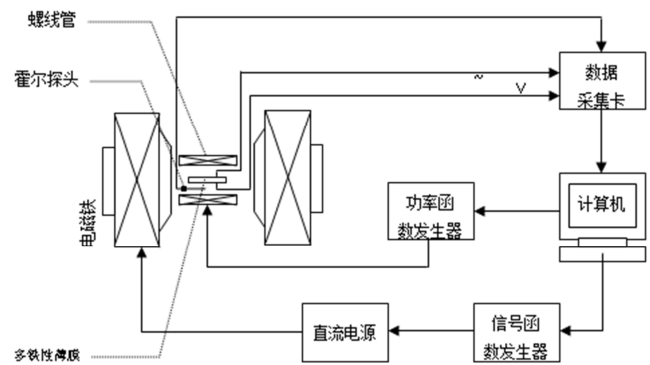 螺线管
霍尔探头
数据
采集卡
~
V
电磁铁
功率函
数发生器
计算机
直流电源
信号函
数发生器
多铁性薄膜